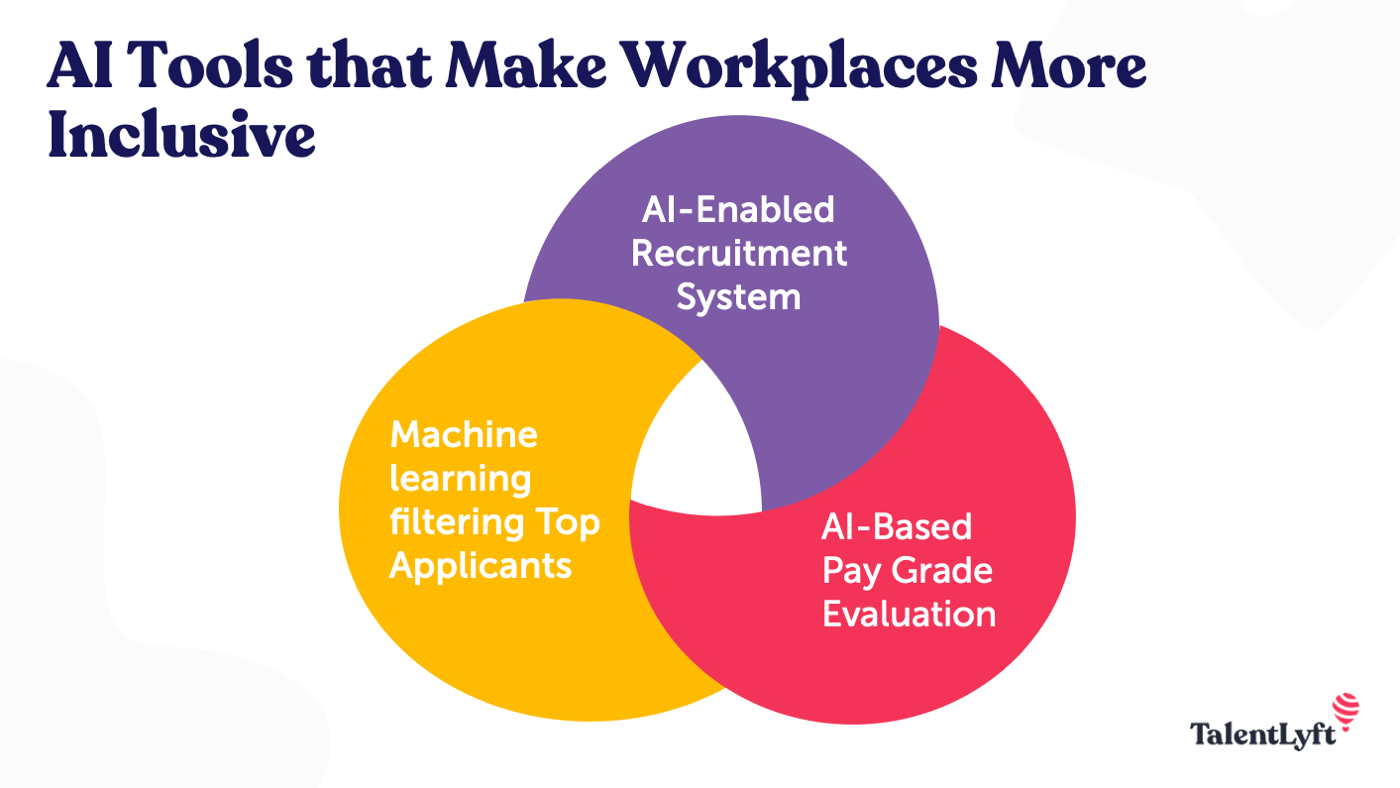 AI Tools that Make Workplaces More
Inclusive
AI-Enabled
Recruitment
System
Machine
learning
filtering Top
Applicants
AI-Based
Pay Grade
Evaluation
TalentLyft